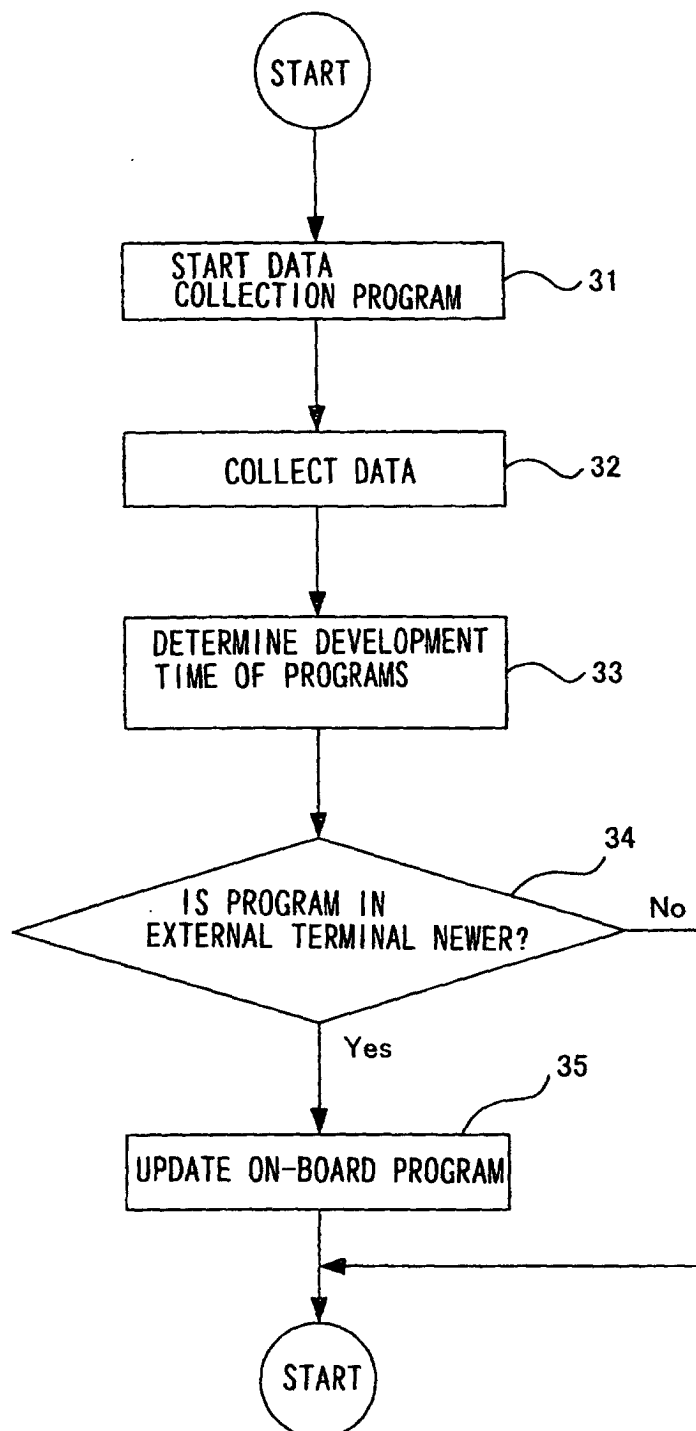 START
START DATA
COLLECTION PROGRAM
31
COLLECT DATA
32
DETERMINE DEVELOPMENT
TIME OF PROGRAMS
33
34
IS PROGRAM IN
EXTERNAL TERMINAL NEWER?
No
Yes
35
UPDATE ON-BOARD PROGRAM
START